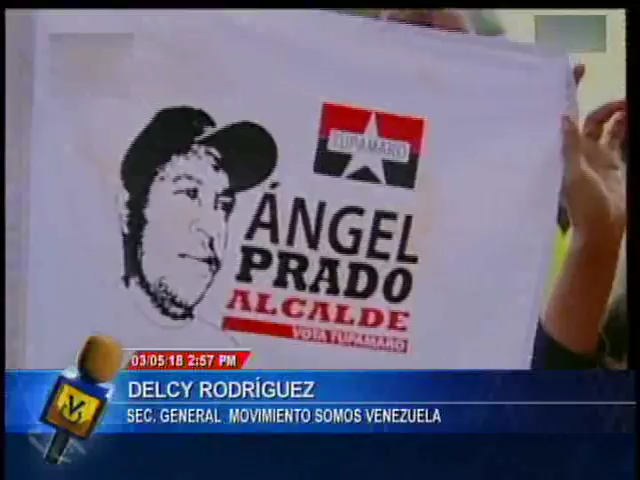 TUPAMARO
ÁNGEL
PRADO
ALCALDE
VOTA TUPAMARO
03/05/18 2:57 PM
DELCY RODRÍGUEZ
SEC. GENERAL MOVIMIENTO SOMOS VENEZUELA
V